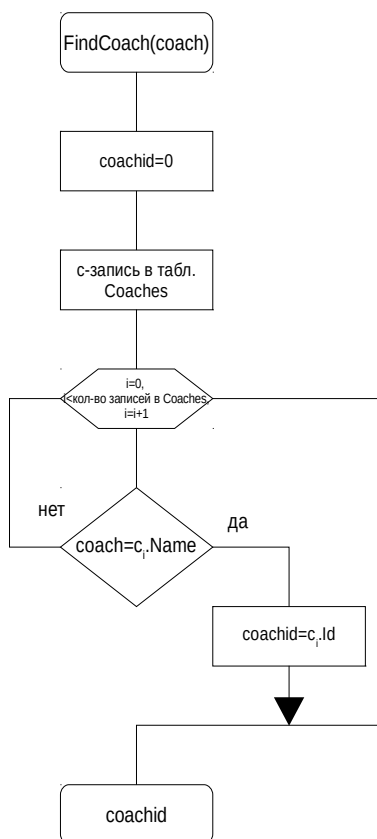 FindCoach(coach)
coachid=0
с-запись в табл.
Coaches
i=0,
i<кол-во записей в Coaches,
i=i+1
нет
да
coach=cᵢ.Name
coachid=cᵢ.Id
coachid